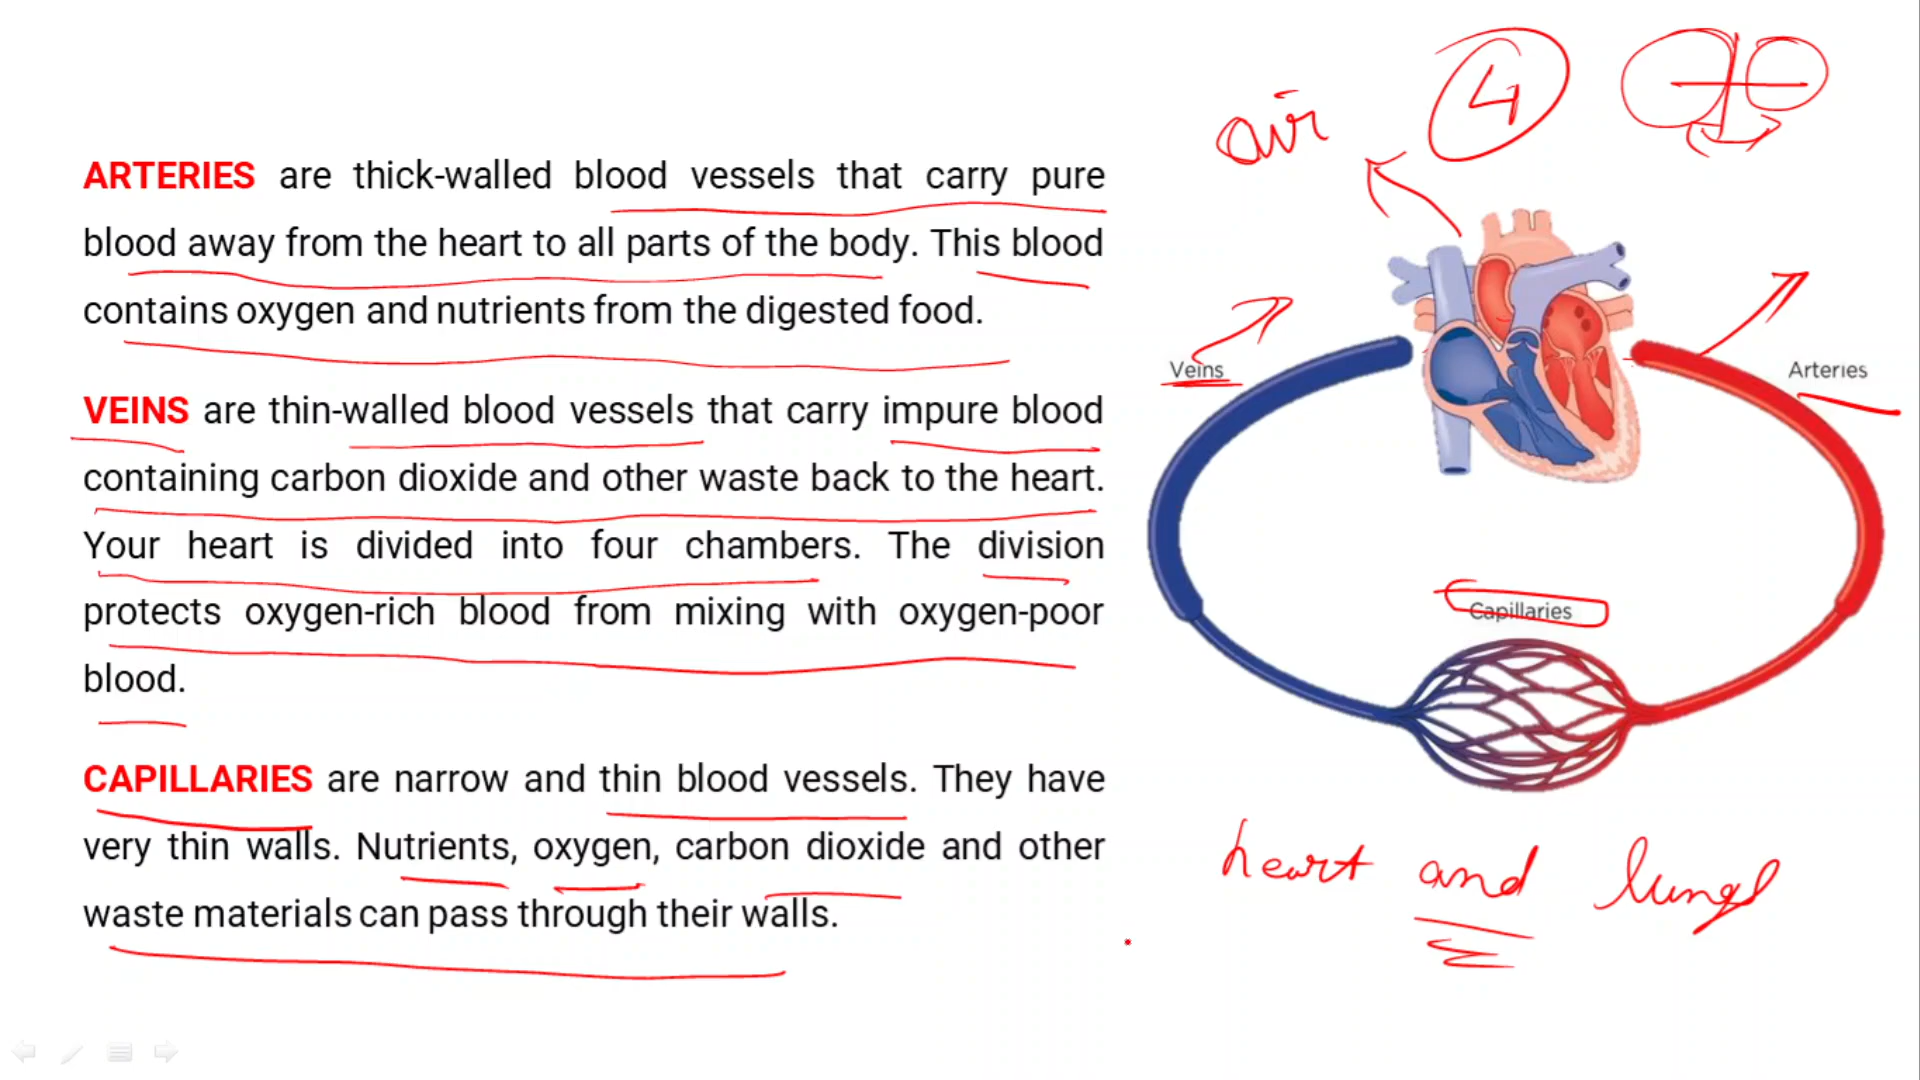 ARTERIES are thick-walled blood vessels that carry pure
blood away from the heart to all parts of the body. This blood
contains oxygen and nutrients from the digested food.
VEINS are thin-walled blood vessels that carry impure blood
containing carbon dioxide and other waste back to the heart.
Your heart is divided into four chambers. The division
protects oxygen-rich blood from mixing with oxygen-poor
blood.
CAPILLARIES are narrow and thin blood vessels. They have
very thin walls. Nutrients, oxygen, carbon dioxide and other
waste materials can pass through their walls.
air
4
Veins
Arteries
Capillaries
heart and lungs